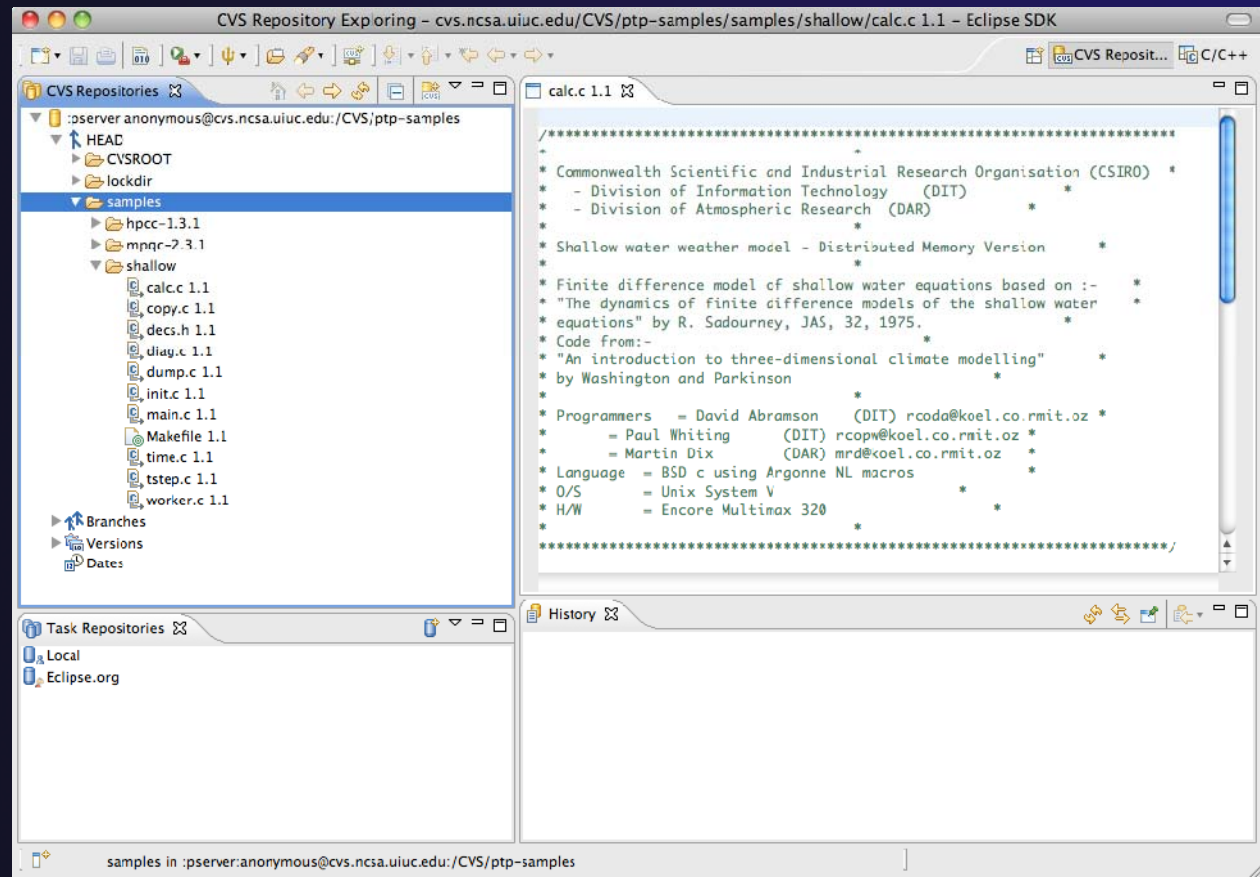 CVS Repository Exploring – cvs.ncsa.uiuc.edu/CVS/ptp-samples/samples/shallow/calc.c 1.1 – Eclipse SDK
CVS Reposit... C/C++
CVS Repositories
:pserver anonymous@cvs.ncsa.uiuc.edu:/CVS/ptp-samples
HEAD
CVSROOT
lockdir
samples
hpcc-1.3.1
mpqc-2.3.1
shallow
calc.c 1.1
copy.c 1.1
decs.h 1.1
diag.c 1.1
dump.c 1.1
init.c 1.1
main.c 1.1
Makefile 1.1
time.c 1.1
tstep.c 1.1
worker.c 1.1
Branches
Versions
Dates
calc.c 1.1
/***************************************************************************
* *
* Commonwealth Scientific and Industrial Research Organisation (CSIRO) *
* - Division of Information Technology (DIT) *
* - Division of Atmospheric Research (DAR) *
* *
* Shallow water weather model - Distributed Memory Version *
* *
* Finite difference model of shallow water equations based on :- *
* "The dynamics of finite difference models of the shallow water *
* equations" by R. Sadourney, JAS, 32, 1975. *
* Code from:- *
* "An introduction to three-dimensional climate modelling" *
* by Washington and Parkinson *
* *
* Programmers = David Abramson (DIT) rcoda@koel.co.rmit.oz *
* = Paul Whiting (DIT) rcopw@koel.co.rmit.oz *
* = Martin Dix (DAR) mrd@koel.co.rmit.oz *
* Language = BSD c using Argonne NL macros *
* O/S = Unix System V *
* H/W = Encore Multimax 320 *
* *
***************************************************************************/
Task Repositories
Local
Eclipse.org
History
samples in :pserver:anonymous@cvs.ncsa.uiuc.edu:/CVS/ptp-samples